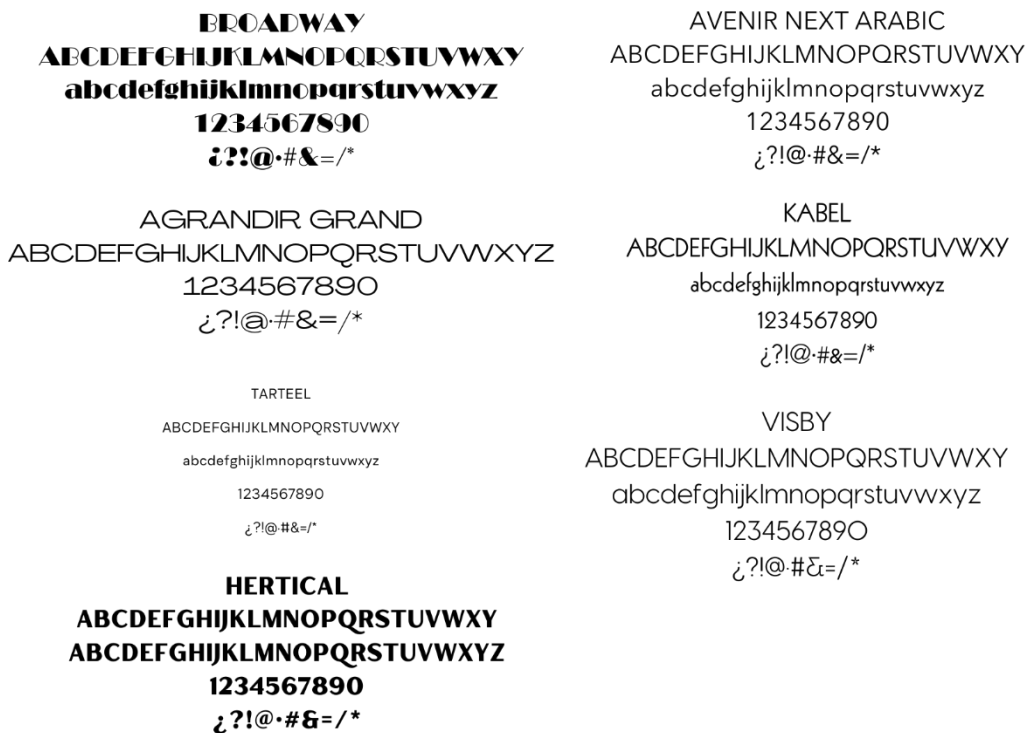 BROADWAY
ABCDEFGHIJKLMNOPQRSTUVWXY
abcdefghijklmnopqrstuvwxyz
1234567890
¿?!@·#&=/*
AGRANDIR GRAND
ABCDEFGHIJKLMNOPQRSTUVWXYZ
1234567890
¿?!@·#&=/*
TARTEEL
ABCDEFGHIJKLMNOPQRSTUVWXY
abcdefghijklmnopqrstuvwxyz
1234567890
¿?!@·#&=/*
HERTICAL
ABCDEFGHIJKLMNOPQRSTUVWXY
ABCDEFGHIJKLMNOPQRSTUVWXYZ
1234567890
¿?!@·#&=/*
AVENIR NEXT ARABIC
ABCDEFGHIJKLMNOPQRSTUVWXY
abcdefghijklmnopqrstuvwxyz
1234567890
¿?!@·#&=/*
KABEL
ABCDEFGHIJKLMNOPQRSTUVWXY
abcdefghijklmnopqrstuvwxyz
1234567890
¿?!@·#&=/*
VISBY
ABCDEFGHIJKLMNOPQRSTUVWXY
abcdefghijklmnopqrstuvwxyz
1234567890
¿?!@·#&=/*